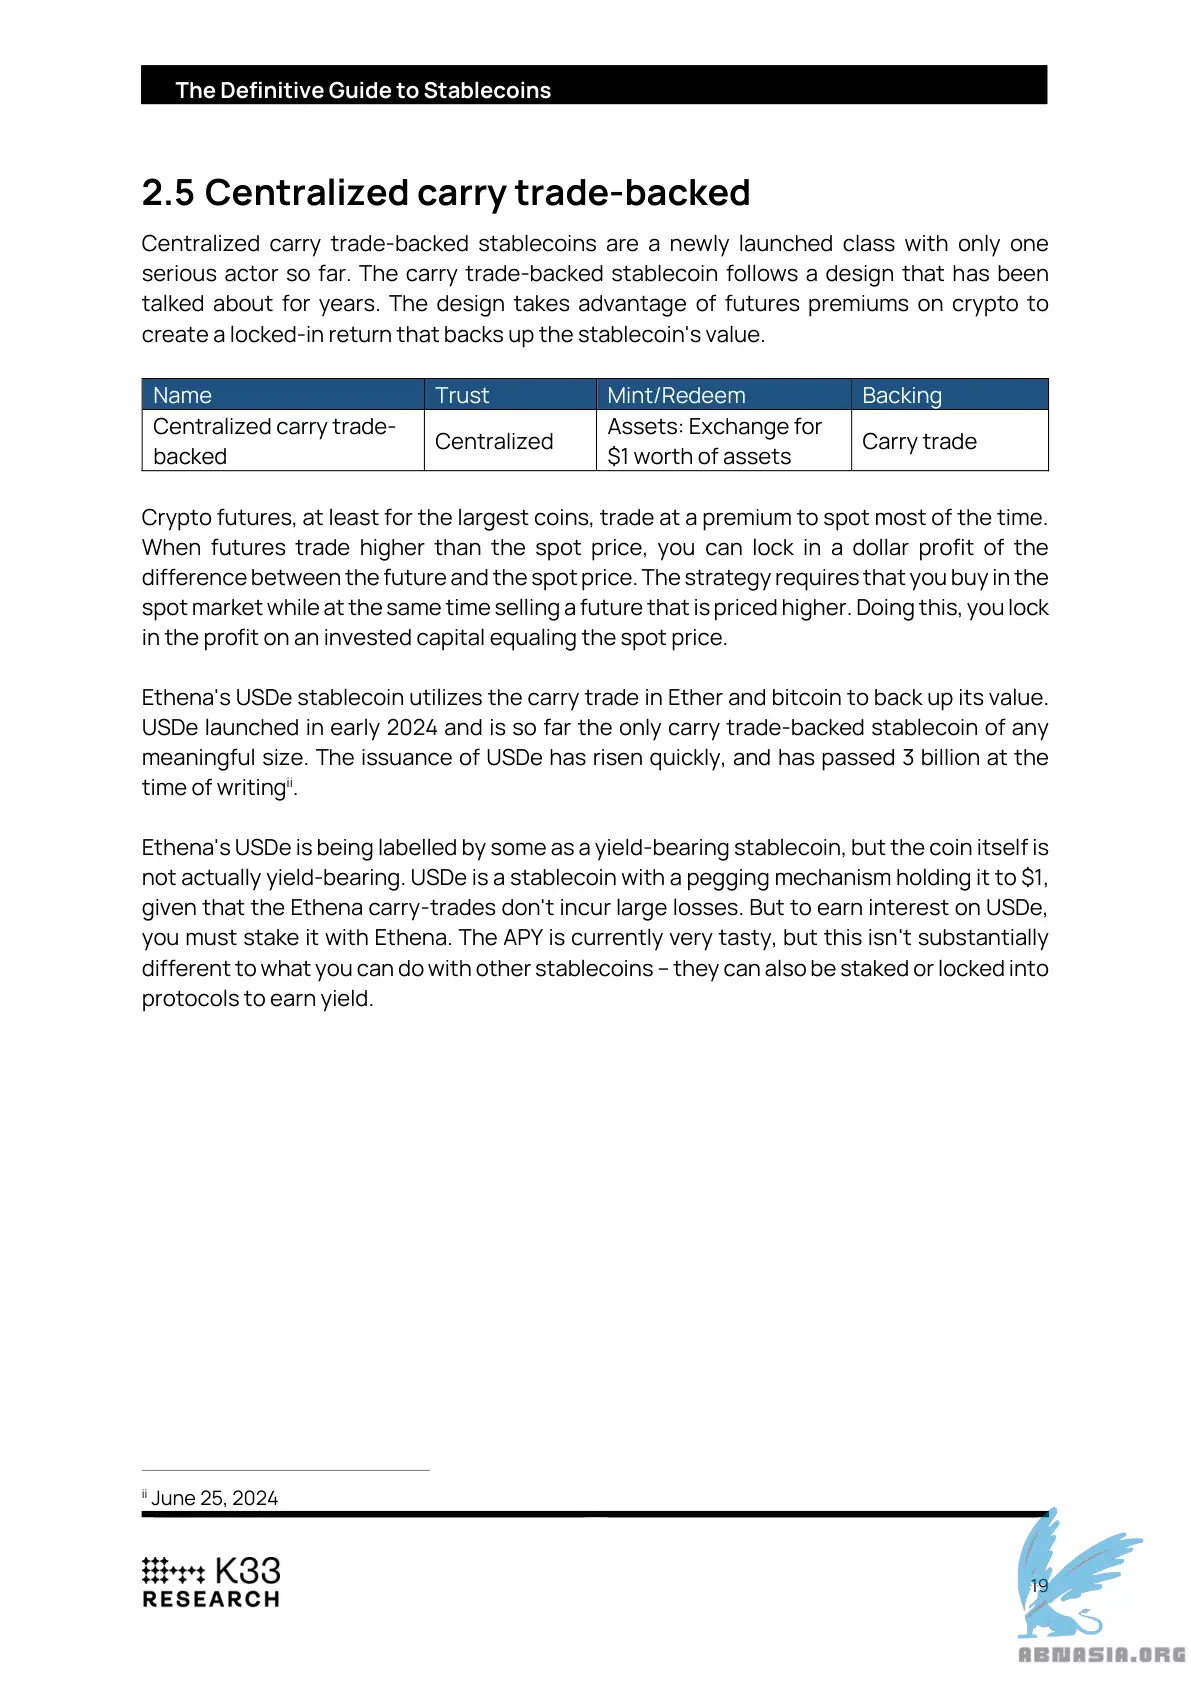 The Definitive Guide to Stablecoins
2.5 Centralized carry trade-backed
Centralized carry trade-backed stablecoins are a newly launched class with only one
serious actor so far. The carry trade-backed stablecoin follows a design that has been
talked about for years. The design takes advantage of futures premiums on crypto to
create a locked-in return that backs up the stablecoin's value.
Name Trust Mint/Redeem Backing
Centralized carry trade-
backed
Centralized
Assets: Exchange for
$1 worth of assets
Carry trade
Crypto futures, at least for the largest coins, trade at a premium to spot most of the time.
When futures trade higher than the spot price, you can lock in a dollar profit of the
difference between the future and the spot price. The strategy requires that you buy in the
spot market while at the same time selling a future that is priced higher. Doing this, you lock
in the profit on an invested capital equaling the spot price.
Ethena's USDe stablecoin utilizes the carry trade in Ether and bitcoin to back up its value.
USDe launched in early 2024 and is so far the only carry trade-backed stablecoin of any
meaningful size. The issuance of USDe has risen quickly, and has passed 3 billion at the
time of writingii.
Ethena's USDe is being labelled by some as a yield-bearing stablecoin, but the coin itself is
not actually yield-bearing. USDe is a stablecoin with a pegging mechanism holding it to $1,
given that the Ethena carry-trades don't incur large losses. But to earn interest on USDe,
you must stake it with Ethena. The APY is currently very tasty, but this isn't substantially
different to what you can do with other stablecoins – they can also be staked or locked into
protocols to earn yield.
ii June 25, 2024
K33
RESEARCH
19
ABNASIA.ORG